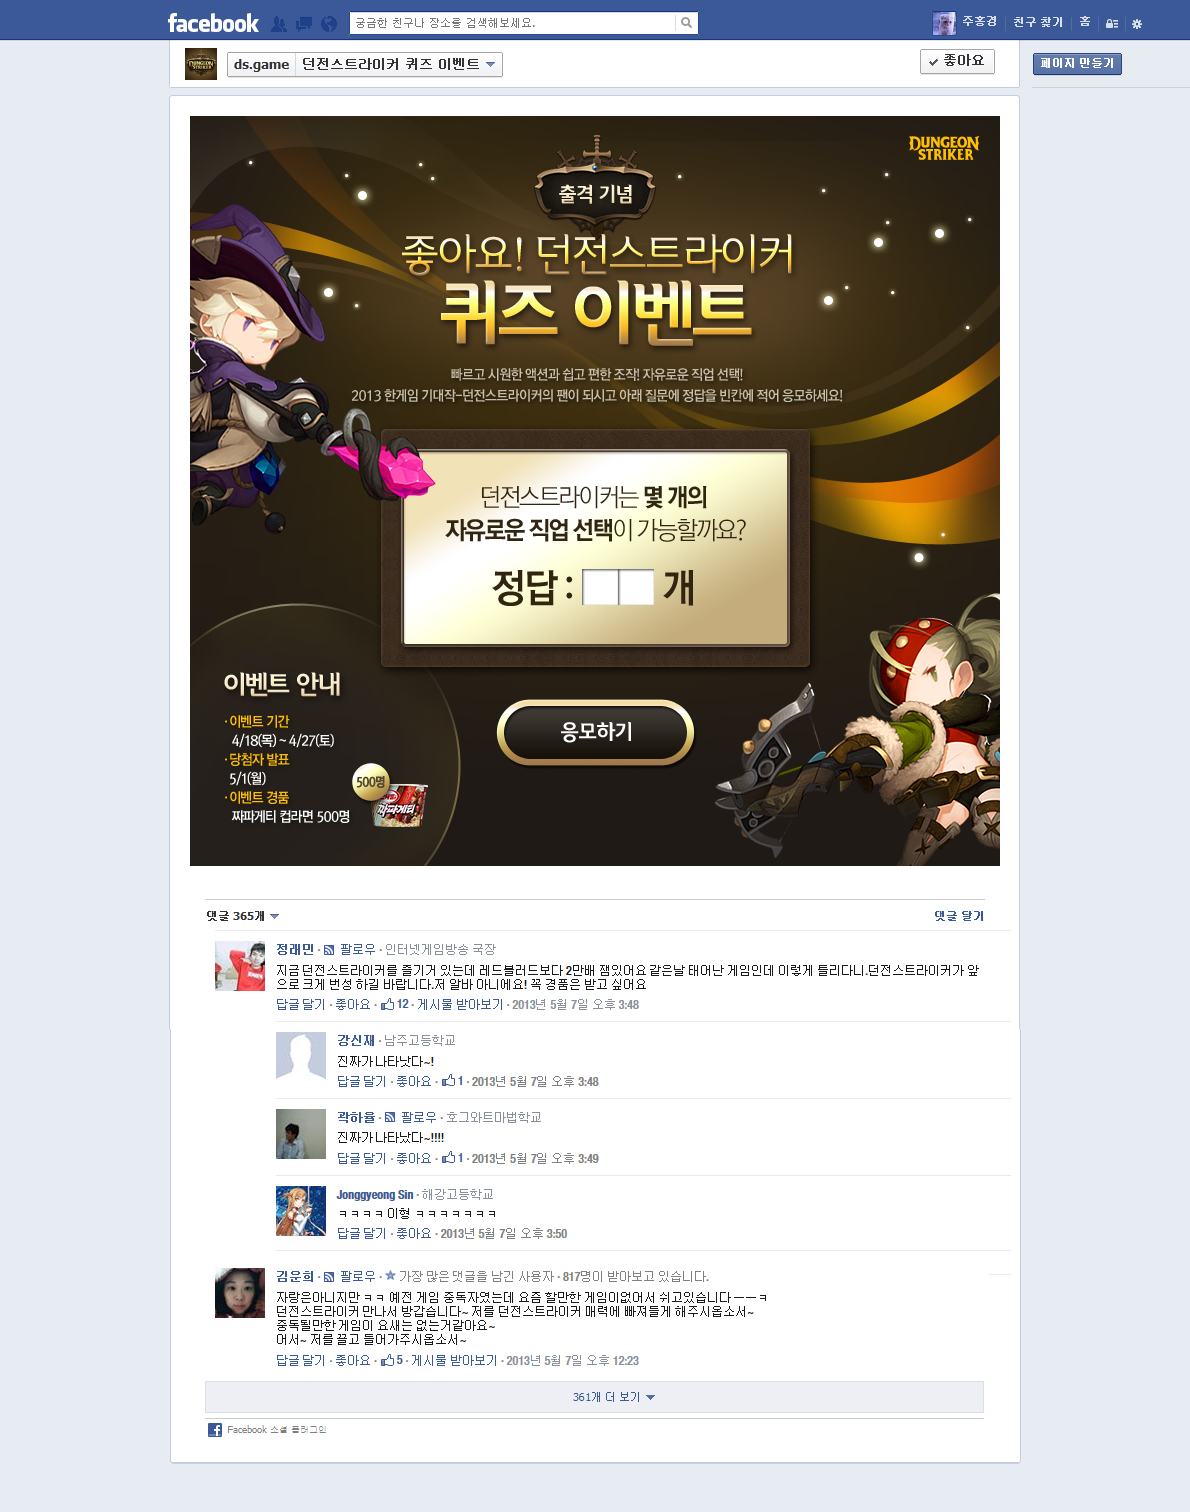 facebook
궁금한 친구나 장소를 검색해보세요.
주홍경
친구 찾기
홈
DUNGEON STRIKER
ds.game
던전스트라이커 퀴즈 이벤트
좋아요
페이지 만들기
DUNGEON
STRIKER
출격 기념
좋아요! 던전스트라이커
퀴즈 이벤트
빠르고 시원한 액션과 쉽고 편한 조작! 자유로운 직업 선택!
2013 한게임 기대작-던전스트라이커의 팬이 되시고 아래 질문에 정답을 빈칸에 적어 응모하세요!
던전스트라이커는 몇 개의
자유로운 직업 선택이 가능할까요?
정답 : 개
이벤트 안내
·이벤트 기간
4/18(목) ~ 4/27(토)
·당첨자 발표
5/1(월)
·이벤트 경품
짜파게티 컵라면 500명
500명
짜파게티
응모하기
댓글 365개
댓글 달기
정래민 · 팔로우 · 인터넷게임방송 국장
지금 던전스트라이커를 즐기거 있는데 레드블러드보다 2만배 잼있어요 같은날 태어난 게임인데 이렇게 틀리다니.던전스트라이커가 앞
으로 크게 번성 하길 바랍니다.저 알바 아니에요! 꼭 경품은 받고 싶어요
답글 달기 · 좋아요 · 12 · 게시물 받아보기 · 2013년 5월 7일 오후 3:48
강신재 · 남주고등학교
진짜가 나타낫다~!
답글 달기 · 좋아요 · 1 · 2013년 5월 7일 오후 3:48
곽하율 · 팔로우 · 호그와트마법학교
진짜가 나타났다~!!!!
답글 달기 · 좋아요 · 1 · 2013년 5월 7일 오후 3:49
Jonggyeong Sin · 해강고등학교
ㅋㅋㅋㅋ이형 ㅋㅋㅋㅋㅋㅋㅋ
답글 달기 · 좋아요 · 2013년 5월 7일 오후 3:50
김운희 · 팔로우 · 가장 많은 댓글을 남긴 사용자 · 817명이 받아보고 있습니다.
자랑은아니지만 ㅋㅋ 예전 게임 중독자였는데 요즘 할만한 게임이없어서 쉬고있습니다 ㅡㅡㅋ
던전스트라이커 만나서 방갑습니다~ 저를 던전스트라이커 매력에 빠져들게 해주시옵소서~
중독될만한 게임이 요새는 없는거같아요~
어서~ 저를 끌고 들어가주시옵소서~
답글 달기 · 좋아요 · 5 · 게시물 받아보기 · 2013년 5월 7일 오후 12:23
361개 더 보기
Facebook 소셜 플러그인